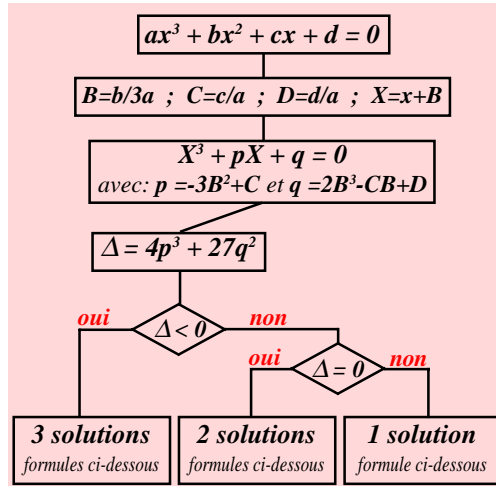 ax³ + bx² + cx + d = 0
B=b/3a ; C=c/a ; D=d/a ; X=x+B
X³ + pX + q = 0
avec: p =-3B²+C et q =2B³-CB+D
Δ = 4p³ + 27q²
oui
Δ < 0
non
oui
Δ = 0
non
3 solutions
formules ci-dessous
2 solutions
formules ci-dessous
1 solution
formule ci-dessous